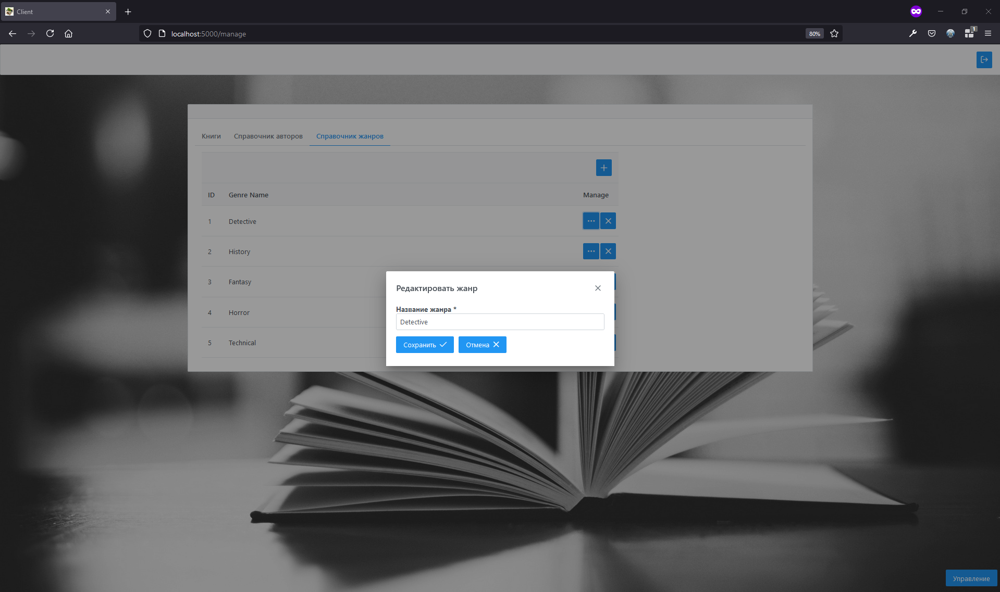 Client
localhost:5000/manage
80%
1
Книги
Справочник авторов
Справочник жанров
ID
Genre Name
Manage
1
Detective
2
History
3
Fantasy
4
Horror
5
Technical
Редактировать жанр
Название жанра *
Detective
Сохранить
Отмена
Управление